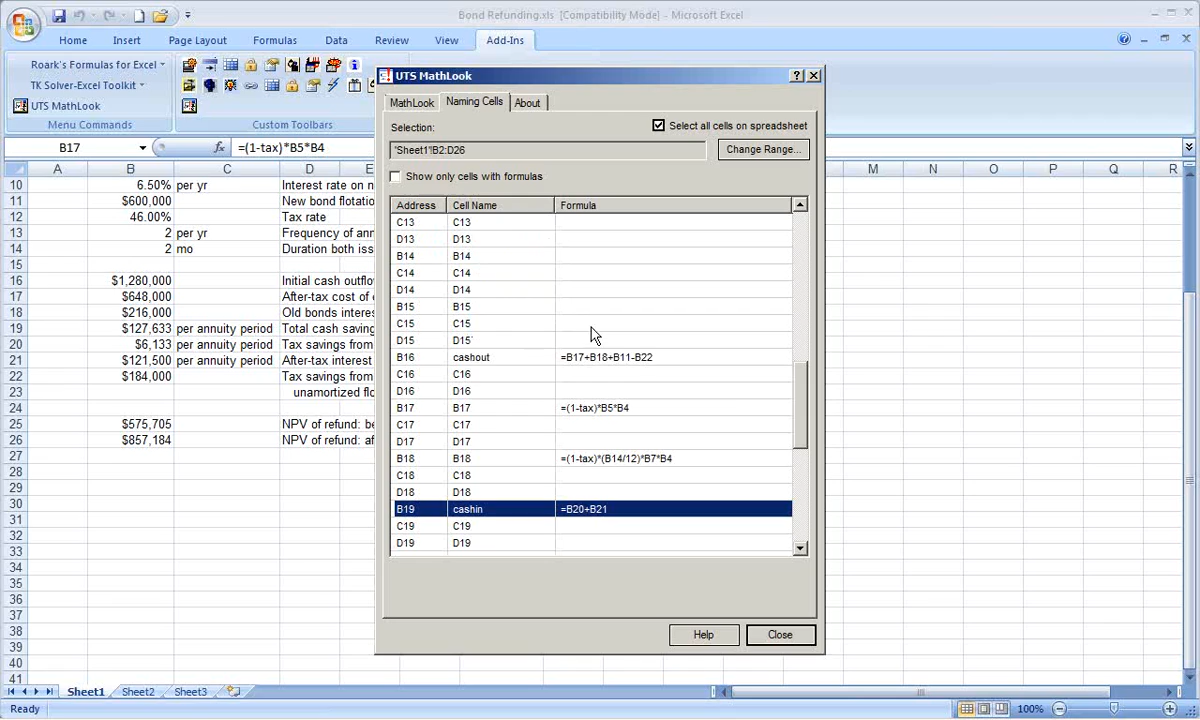 Bond Refunding.xls [Compatibility Mode] - Microsoft Excel
Home Insert Page Layout Formulas Data Review View Add-Ins
Roark's Formulas for Excel
TK Solver-Excel Toolkit
UTS MathLook
Menu Commands Custom Toolbars
B17 fx =(1-tax)*B5*B4
A B C D E M N O P Q R
10 6.50% per yr Interest rate on n
11 $600,000 New bond flotatio
12 46.00% Tax rate
13 2 per yr Frequency of ann
14 2 mo Duration both iss
15
16 $1,280,000 Initial cash outflo
17 $648,000 After-tax cost of
18 $216,000 Old bonds interes
19 $127,633 per annuity period Total cash saving
20 $6,133 per annuity period Tax savings from
21 $121,500 per annuity period After-tax interest
22 $184,000 Tax savings from
23 unamortized flo
24
25 $575,705 NPV of refund: be
26 $857,184 NPV of refund: af
27
28
29
30
31
32
33
34
35
36
37
38
39
40
41
UTS MathLook
MathLook Naming Cells About
Selection: Select all cells on spreadsheet
'Sheet1'!B2:D26 Change Range...
Show only cells with formulas
Address Cell Name Formula
C13 C13
D13 D13
B14 B14
C14 C14
D14 D14
B15 B15
C15 C15
D15 D15
B16 cashout =B17+B18+B11-B22
C16 C16
D16 D16
B17 B17 =(1-tax)*B5*B4
C17 C17
D17 D17
B18 B18 =(1-tax)*(B14/12)*B7*B4
C18 C18
D18 D18
B19 cashin =B20+B21
C19 C19
D19 D19
Help Close
Sheet1 Sheet2 Sheet3
Ready 100%